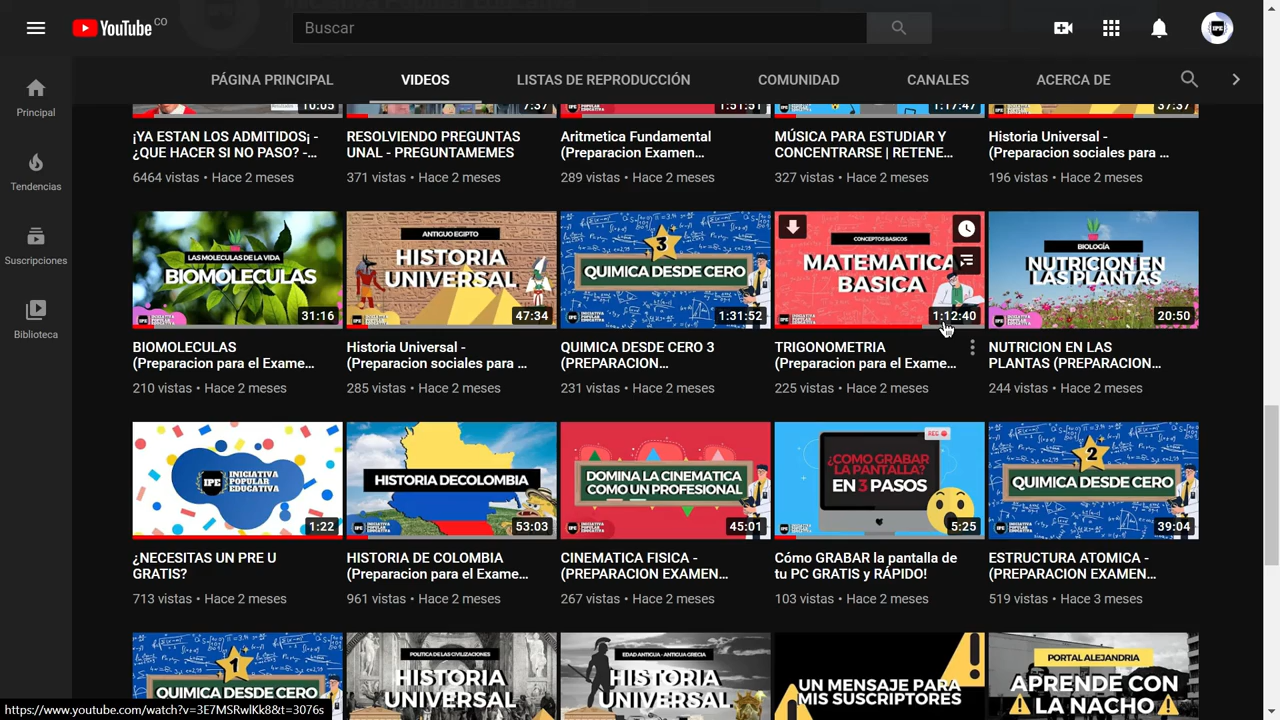 YouTube CO
Buscar
IPE
PÁGINA PRINCIPAL
VIDEOS
LISTAS DE REPRODUCCIÓN
COMUNIDAD
CANALES
ACERCA DE
Principal
Tendencias
Suscripciones
Biblioteca
10:05
7:37
1:51:51
1:17:47
37:37
¡YA ESTAN LOS ADMITIDOS¡ -
¿QUE HACER SI NO PASO? -...
6464 vistas • Hace 2 meses
RESOLVIENDO PREGUNTAS
UNAL - PREGUNTAMEMES
371 vistas • Hace 2 meses
Aritmetica Fundamental
(Preparacion Examen...
289 vistas • Hace 2 meses
MÚSICA PARA ESTUDIAR Y
CONCENTRARSE | RETENE...
327 vistas • Hace 2 meses
Historia Universal -
(Preparacion sociales para ...
196 vistas • Hace 2 meses
LAS MOLECULAS DE LA VIDA
BIOMOLECULAS
31:16
BIOMOLECULAS
(Preparacion para el Exame...
210 vistas • Hace 2 meses
ANTIGUO EGIPTO
HISTORIA
UNIVERSAL
47:34
Historia Universal -
(Preparacion sociales para ...
285 vistas • Hace 2 meses
3
QUIMICA DESDE CERO
1:31:52
QUIMICA DESDE CERO 3
(PREPARACION...
231 vistas • Hace 2 meses
CONCEPTOS BASICOS
MATEMATICA
BASICA
1:12:40
TRIGONOMETRIA
(Preparacion para el Exame...
225 vistas • Hace 2 meses
BIOLOGÍA
NUTRICION EN
LAS PLANTAS
20:50
NUTRICION EN LAS
PLANTAS (PREPARACION...
244 vistas • Hace 2 meses
IPE
INICIATIVA
POPULAR
EDUCATIVA
1:22
¿NECESITAS UN PRE U
GRATIS?
713 vistas • Hace 2 meses
HISTORIA DECOLOMBIA
53:03
HISTORIA DE COLOMBIA
(Preparacion para el Exame...
961 vistas • Hace 2 meses
DOMINA LA CINEMATICA
COMO UN PROFESIONAL
45:01
CINEMATICA FISICA -
(PREPARACION EXAMEN...
267 vistas • Hace 2 meses
REC
¿COMO GRABAR
LA PANTALLA?
EN 3 PASOS
5:25
Cómo GRABAR la pantalla de
tu PC GRATIS y RÁPIDO!
103 vistas • Hace 2 meses
2
QUIMICA DESDE CERO
39:04
ESTRUCTURA ATOMICA -
(PREPARACION EXAMEN...
519 vistas • Hace 3 meses
1
QUIMICA DESDE CERO
POLITICA DE LAS CIVILIZACIONES
HISTORIA
UNIVERSAL
EDAD ANTIGUA - ANTIGUA GRECIA
HISTORIA
UNIVERSAL
UN MENSAJE PARA
MIS SUSCRIPTORES
PORTAL ALEJANDRIA
APRENDE CON
LA NACHO
https://www.youtube.com/watch?v=3E7MSRwlKk8&t=3076s